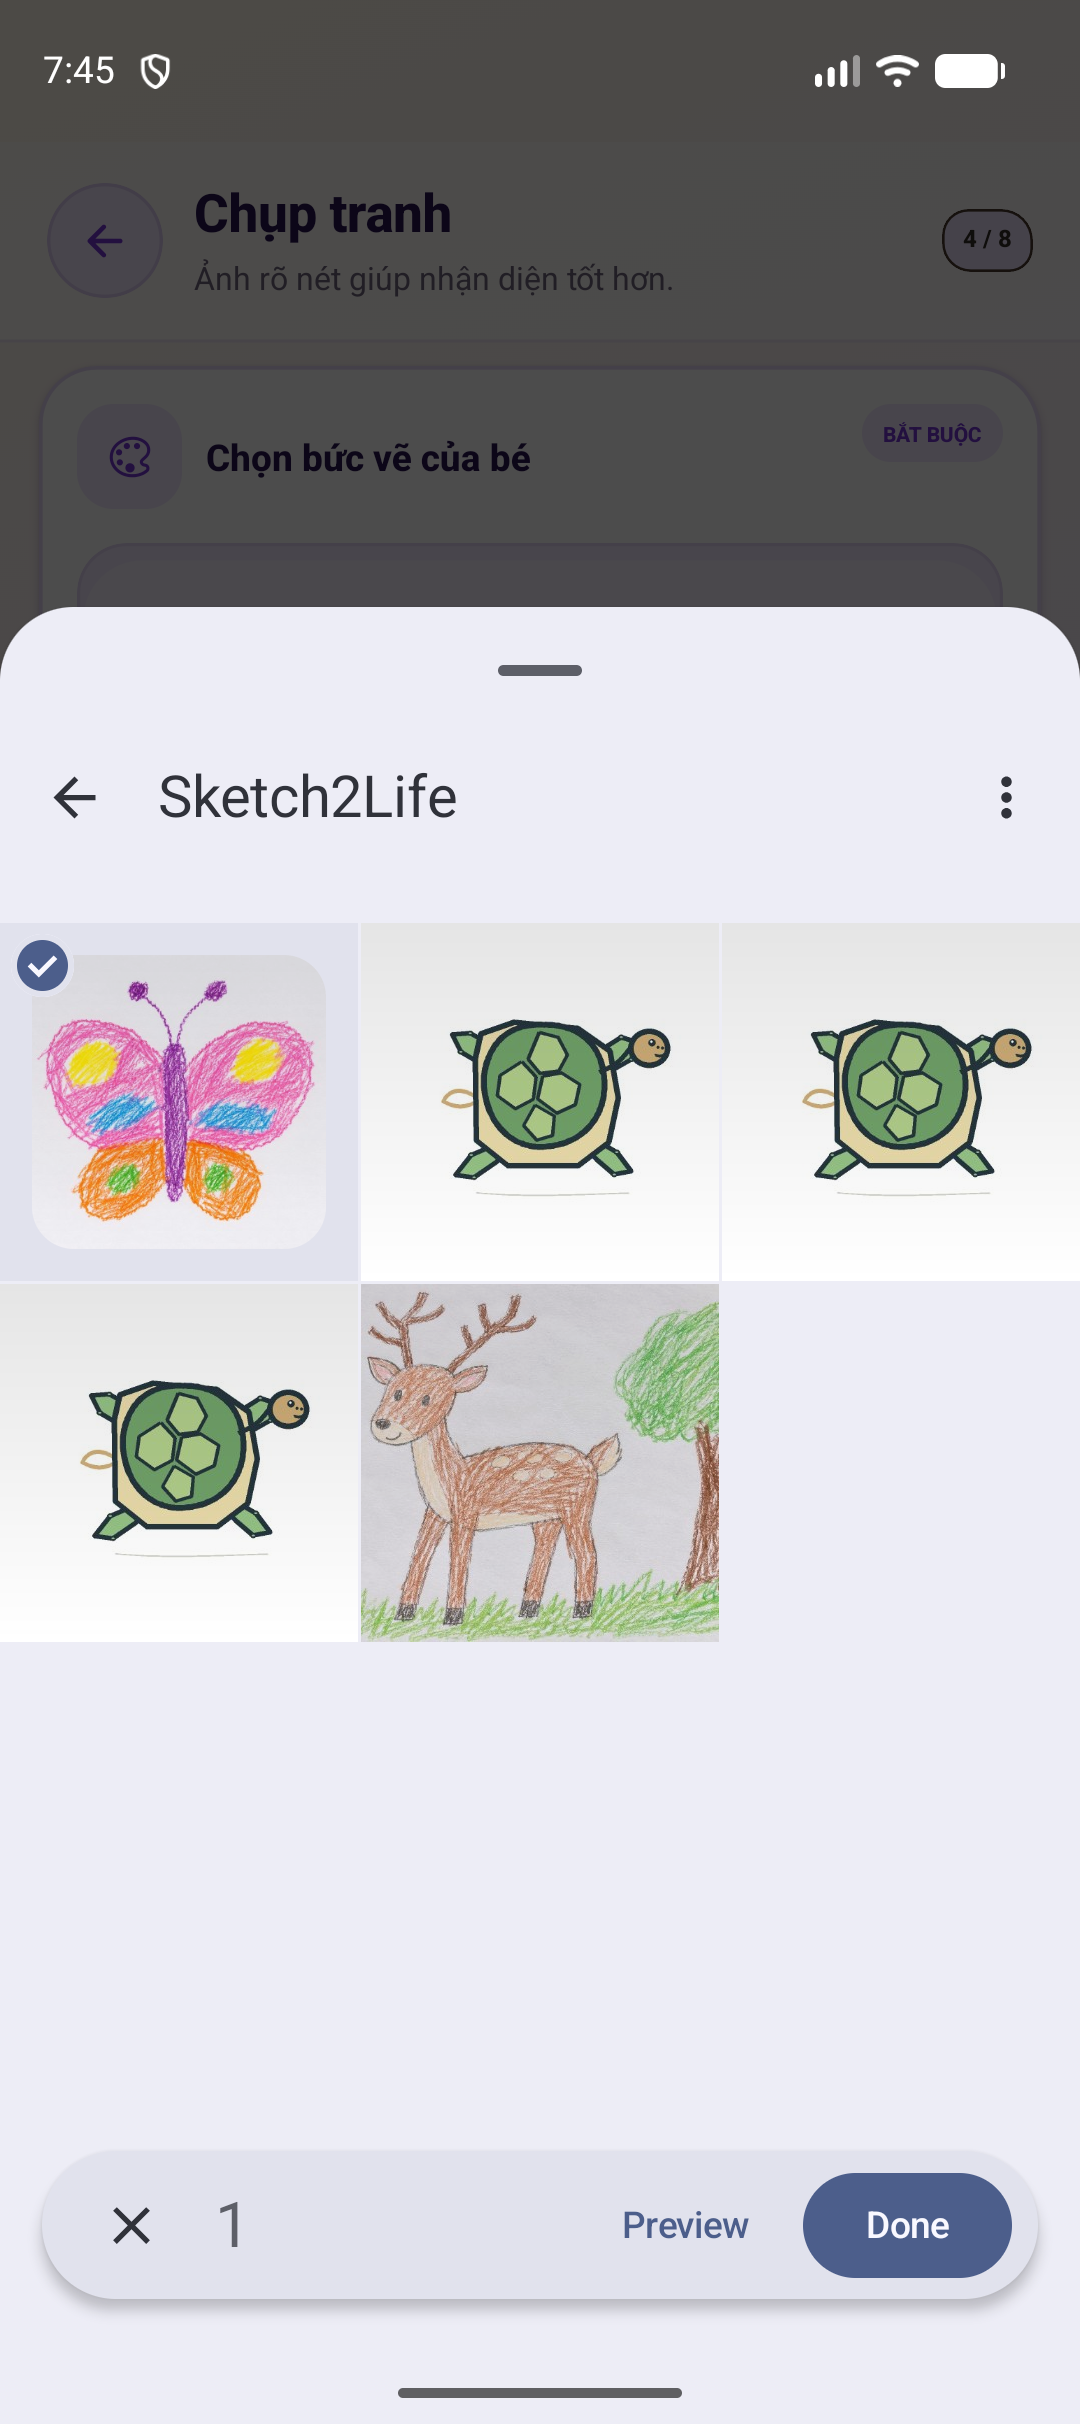 7:45
Chụp tranh
Ảnh rõ nét giúp nhận diện tốt hơn.
4 / 8
Chọn bức vẽ của bé
BẮT BUỘC
Sketch2Life
1
Preview
Done